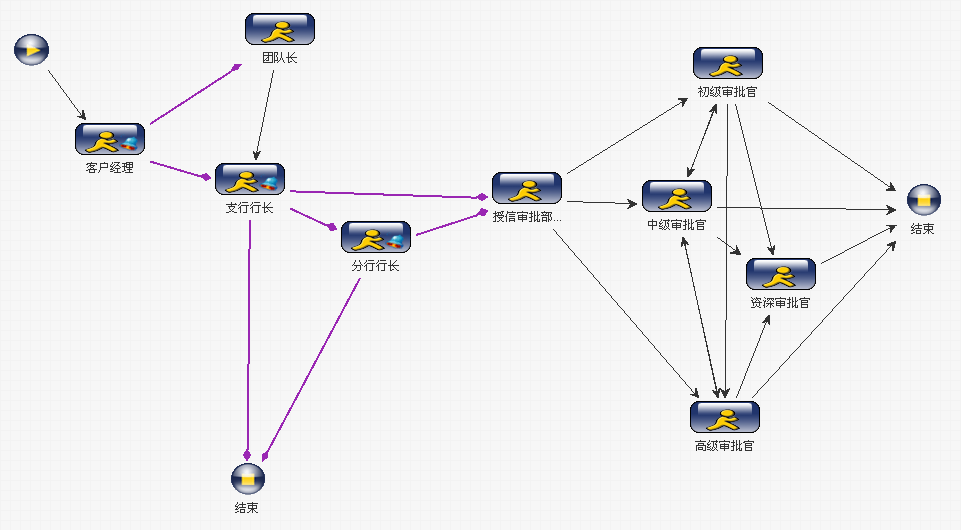 团队长
初级审批官
客户经理
支行行长
授信审批部...
中级审批官
结束
分行行长
资深审批官
高级审批官
结束